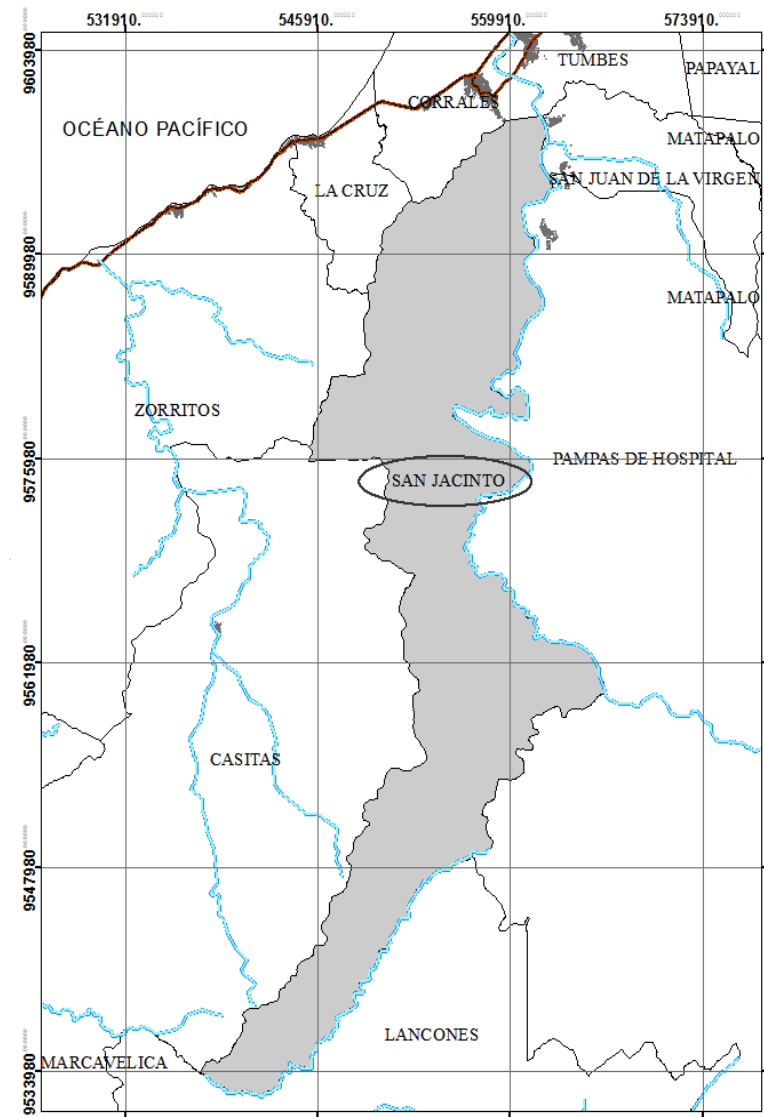 531910.
545910.
559910.
573910.
9603980
TUMBES
PAPAYAL
CORRALES
OCÉANO PACÍFICO
MATAPALO
SAN JUAN DE LA VIRGEN
LA CRUZ
9589980
MATAPALO
ZORRITOS
9575980
PAMPAS DE HOSPITAL
SAN JACINTO
9561980
CASITAS
9547980
LANCONES
MARCAVELICA
9533980